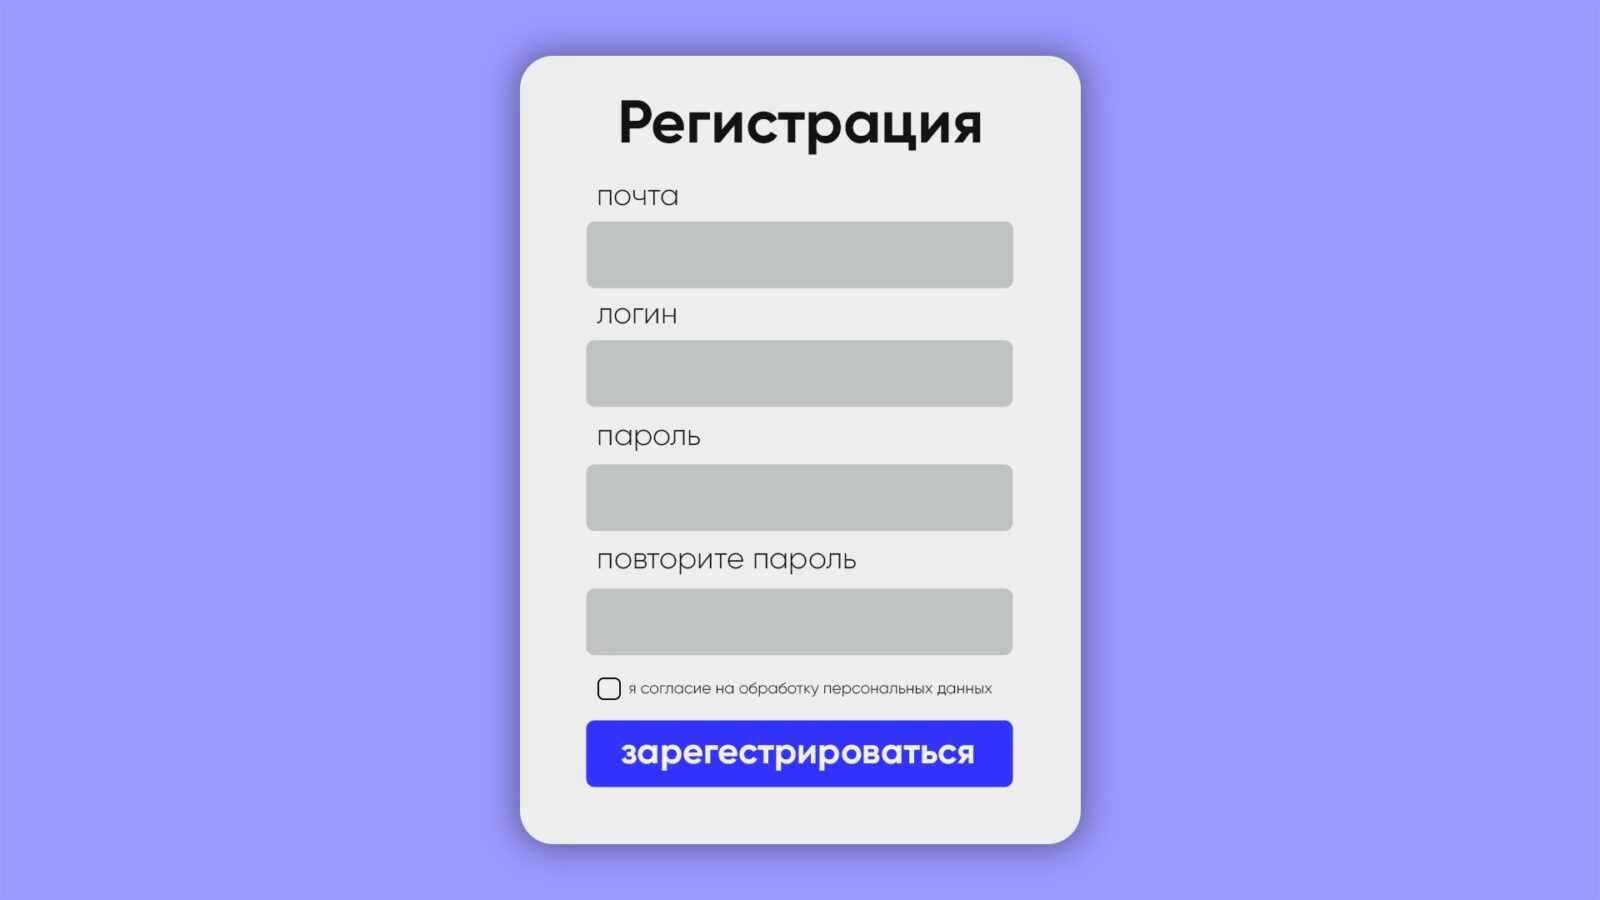 Регистрация
почта
логин
пароль
повторите пароль
я согласие на обработку персональных данных
зарегестрироваться